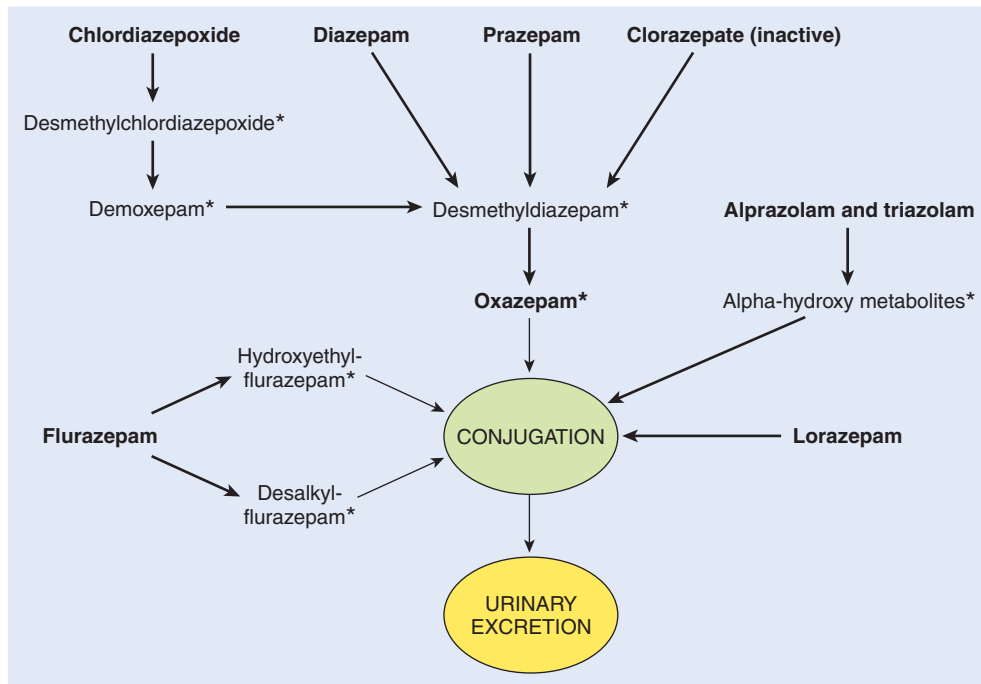 Chlordiazepoxide
Diazepam
Prazepam
Clorazepate (inactive)
Desmethylchlordiazepoxide*
Demoxepam*
Desmethyldiazepam*
Alprazolam and triazolam
Oxazepam*
Alpha-hydroxy metabolites*
Hydroxyethyl-
flurazepam*
Flurazepam
CONJUGATION
Lorazepam
Desalkyl-
flurazepam*
URINARY
EXCRETION